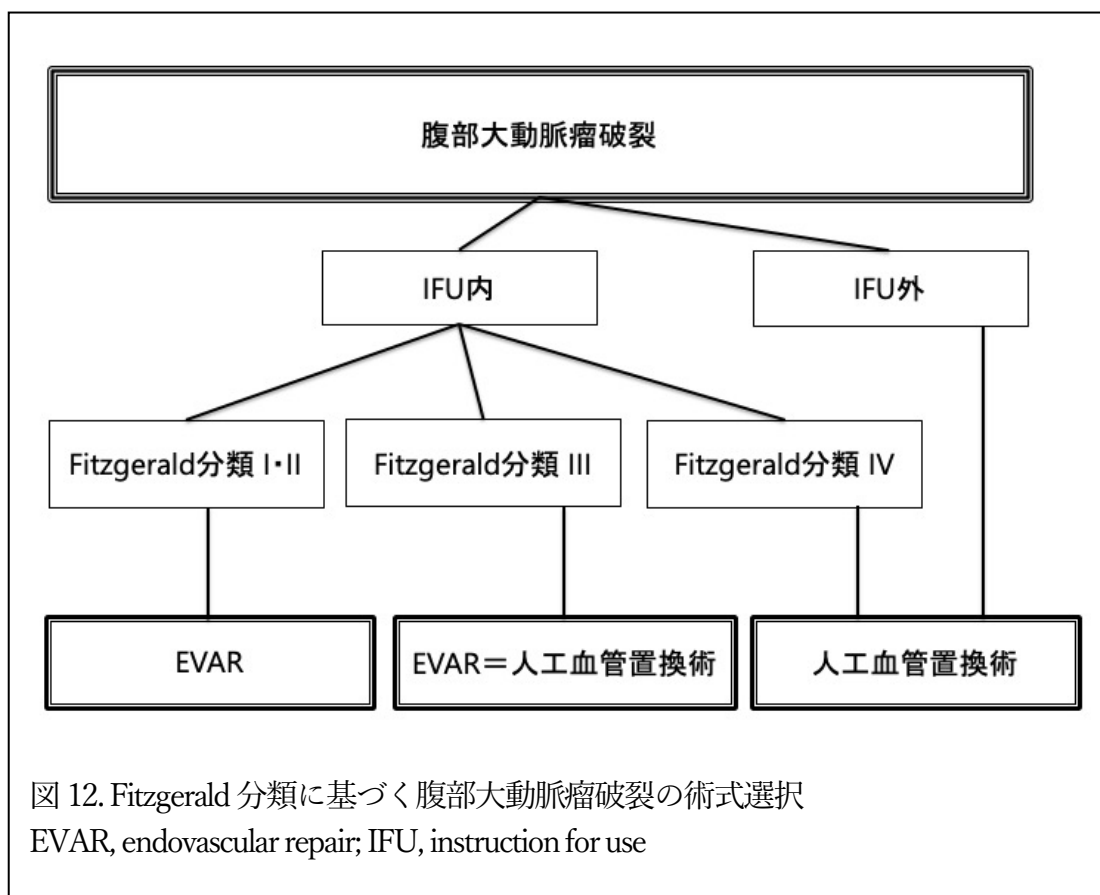 腹部大動脈瘤破裂
IFU内
IFU外
Fitzgerald分類 I・II
Fitzgerald分類 III
Fitzgerald分類 IV
EVAR
EVAR＝人工血管置換術
人工血管置換術
図 12. Fitzgerald 分類に基づく腹部大動脈瘤破裂の術式選択
EVAR, endovascular repair; IFU, instruction for use